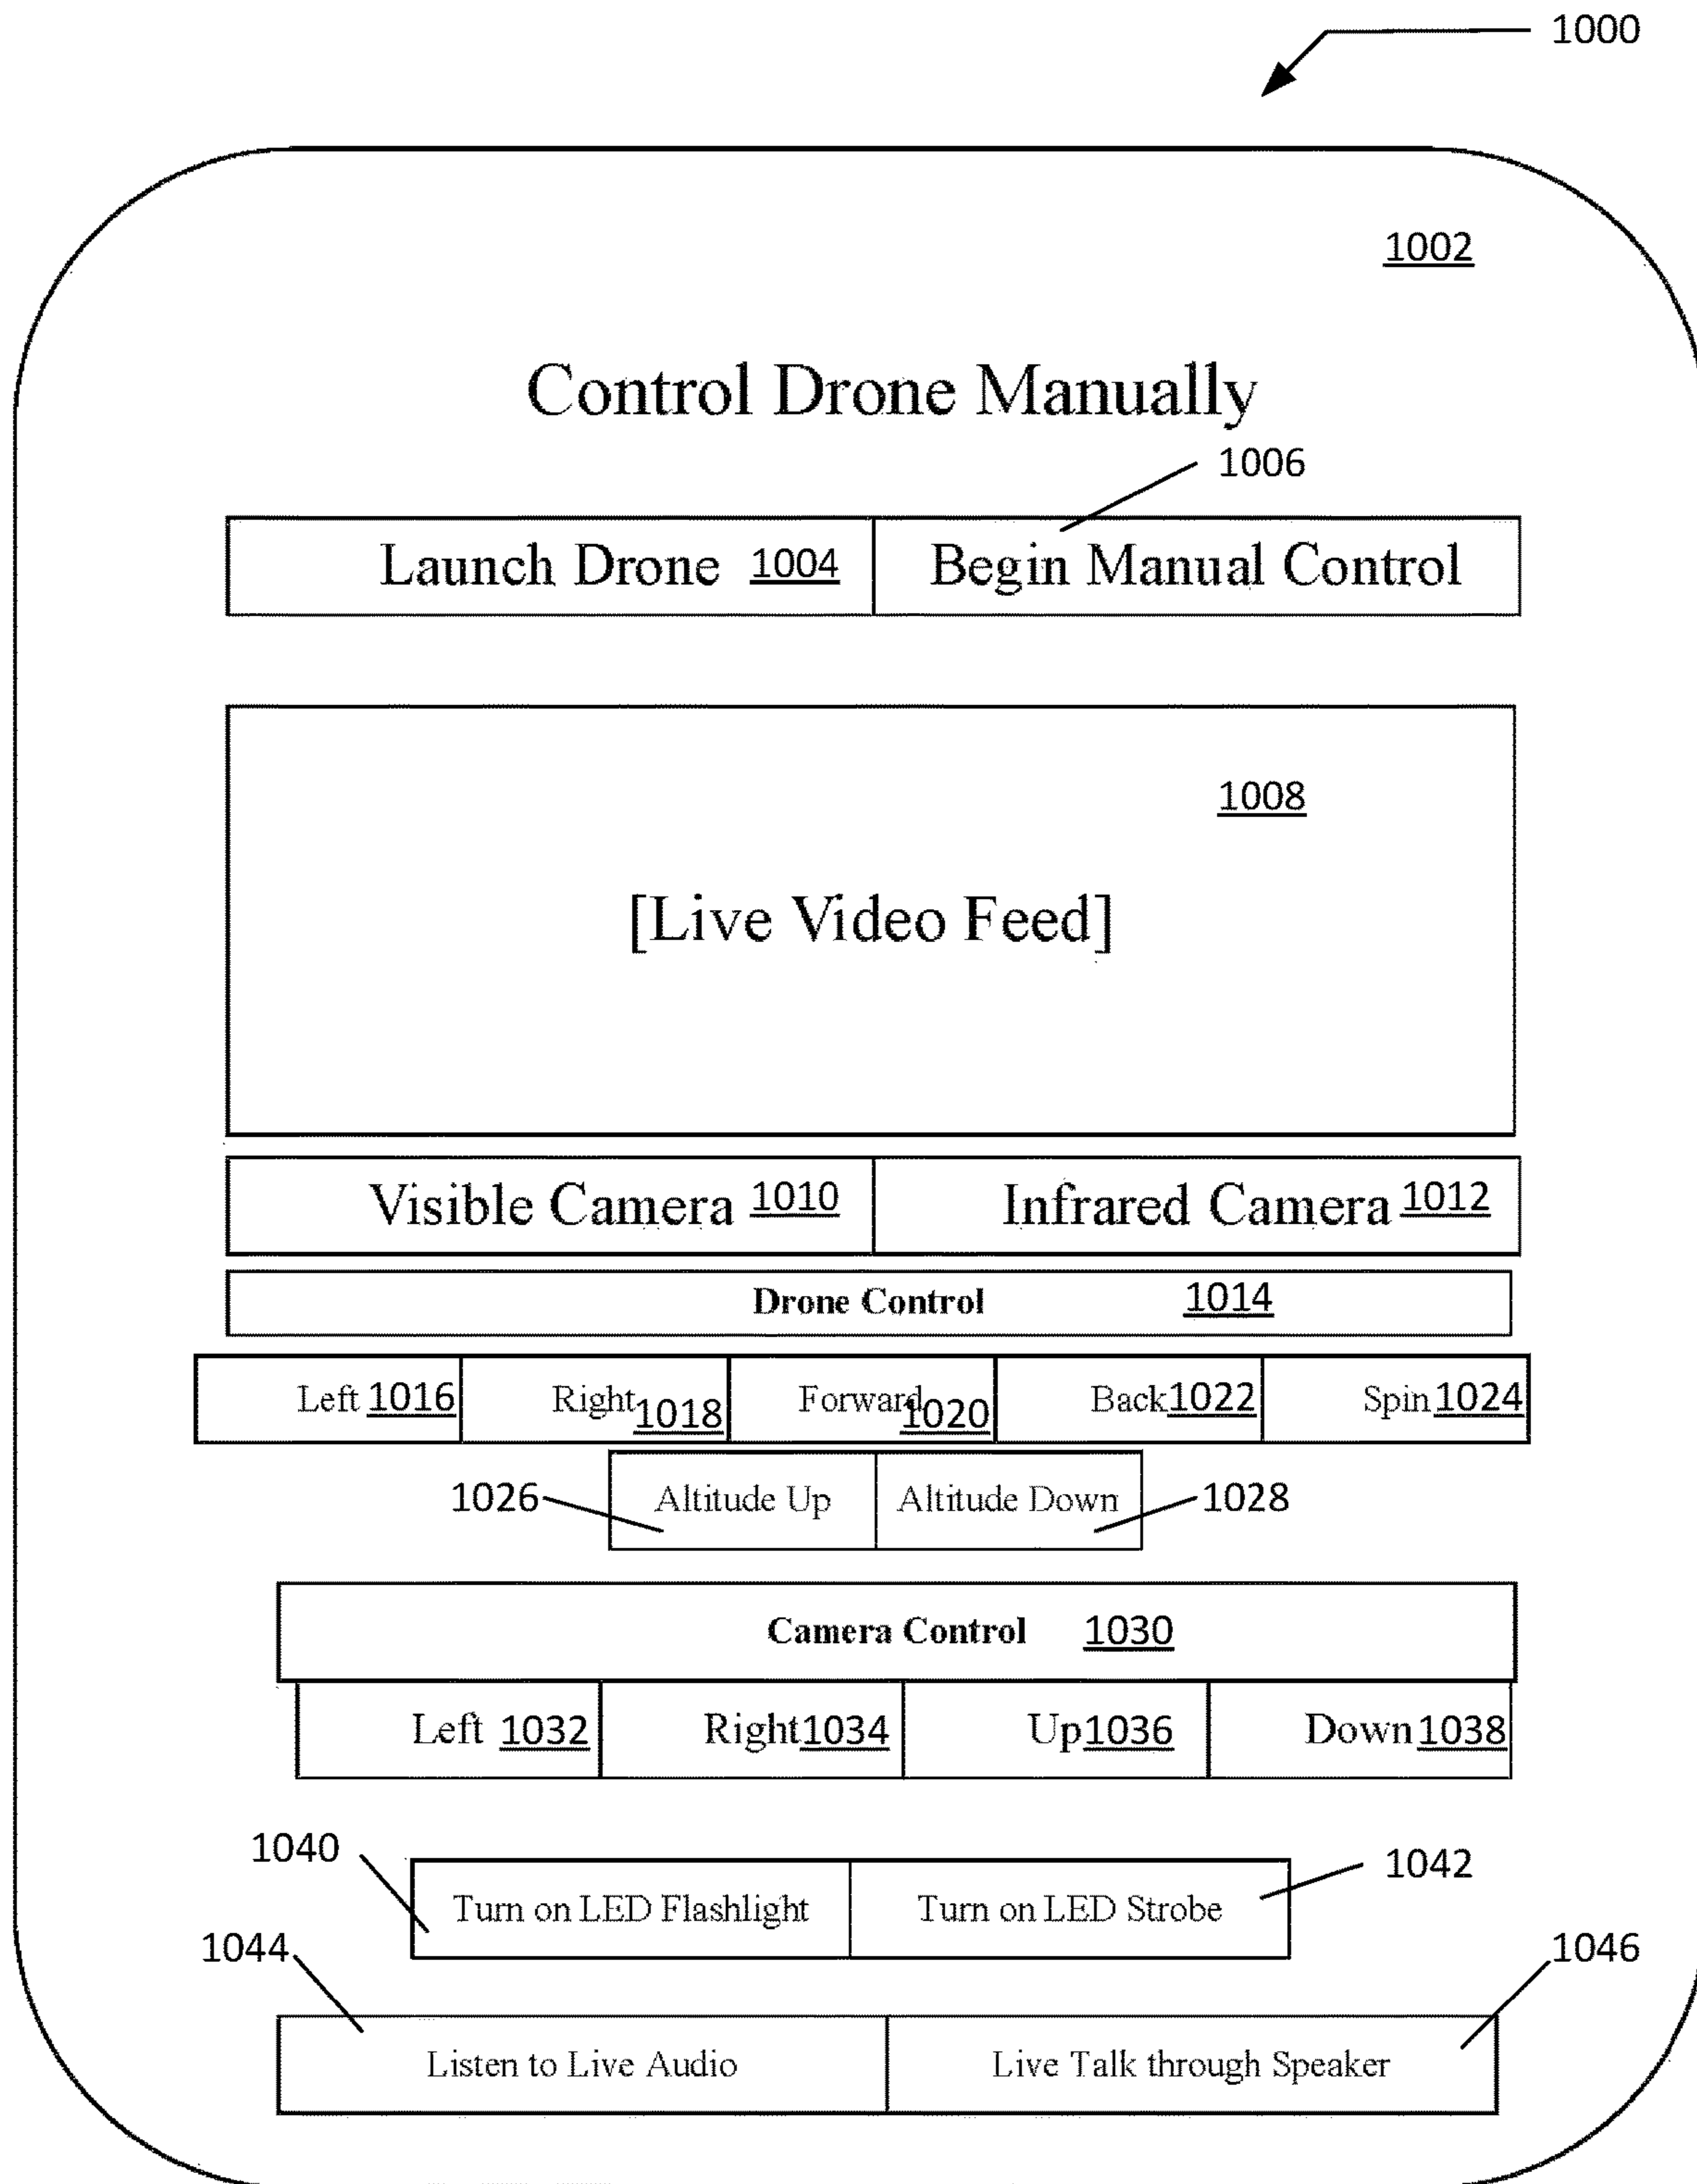 1000
1002
Control Drone Manually
1006
Launch Drone 1004 Begin Manual Control
1008
[Live Video Feed]
Visible Camera 1010 Infrared Camera 1012
Drone Control 1014
Left 1016 Right 1018 Forward 1020 Back 1022 Spin 1024
1026 Altitude Up Altitude Down 1028
Camera Control 1030
Left 1032 Right 1034 Up 1036 Down 1038
1040 1042
Turn on LED Flashlight Turn on LED Strobe
1044 1046
Listen to Live Audio Live Talk through Speaker